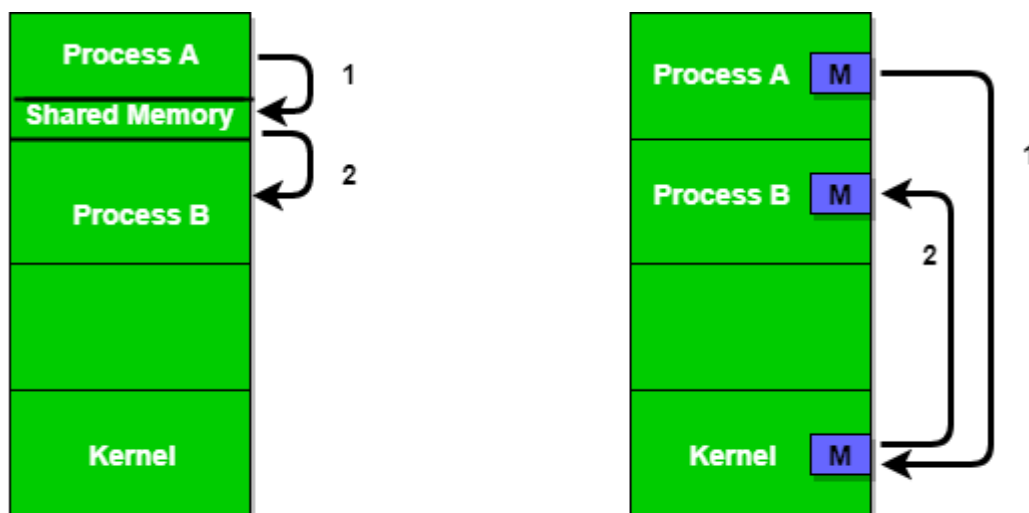 Process A
1
Shared Memory
2
Process B
Kernel
Process A M
1
Process B M
2
Kernel M